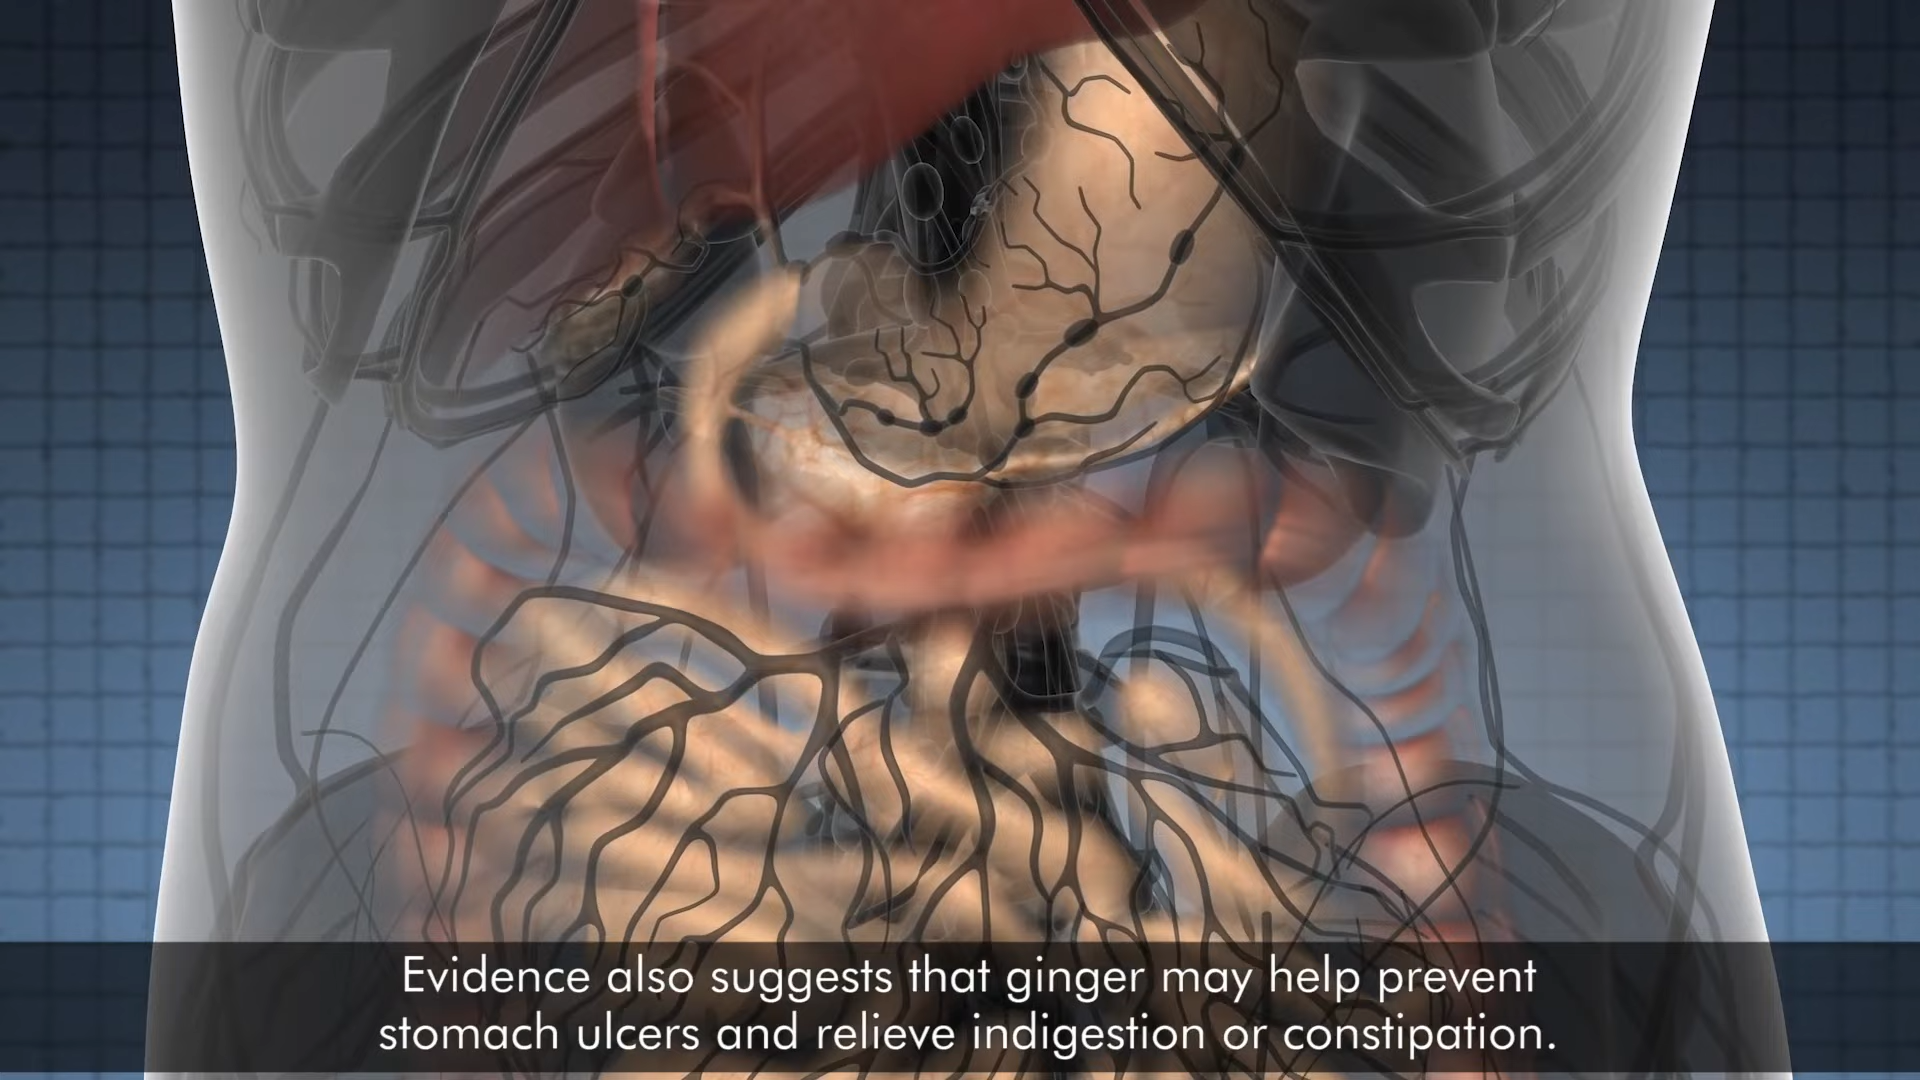 Evidence also suggests that ginger may help prevent
stomach ulcers and relieve indigestion or constipation.